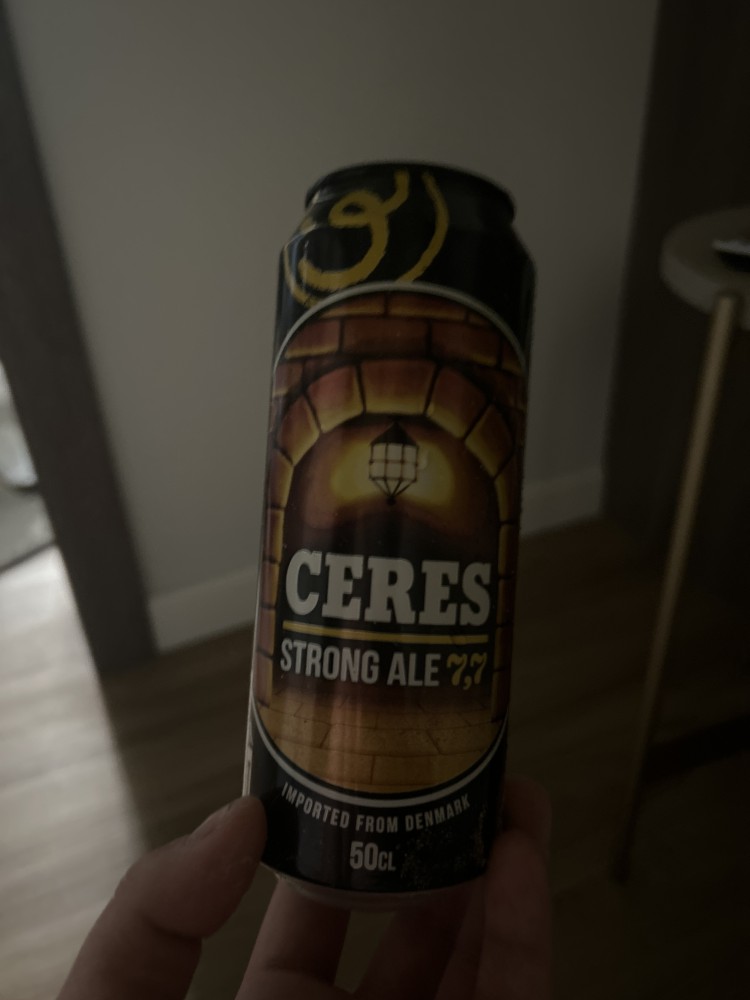 CERES
STRONG ALE 7,7
IMPORTED FROM DENMARK
50CL